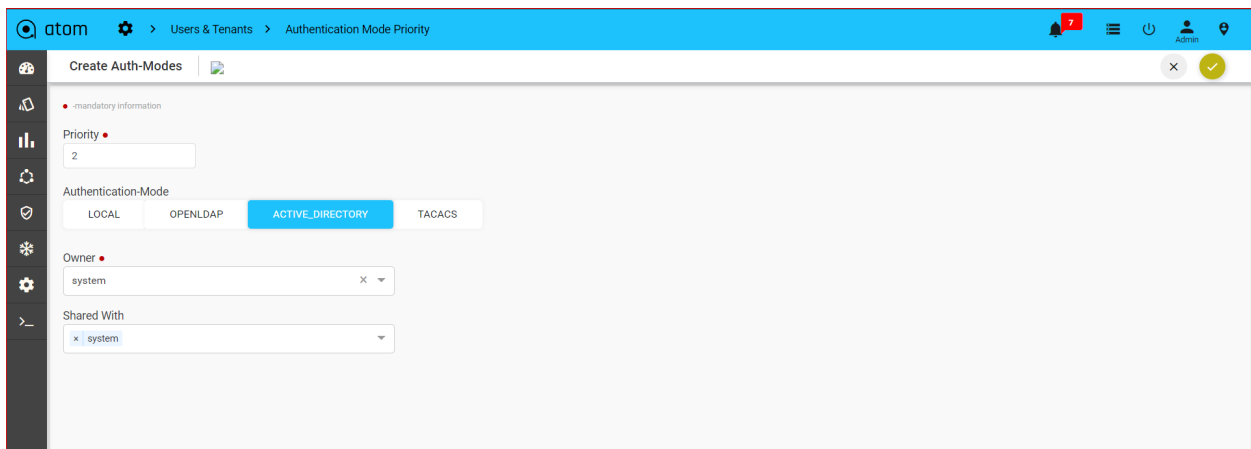 atom > Users & Tenants > Authentication Mode Priority 7 Admin
Create Auth-Modes
-mandatory information
Priority
2
Authentication-Mode
LOCAL OPENLDAP ACTIVE_DIRECTORY TACACS
Owner
system ×
Shared With
× system